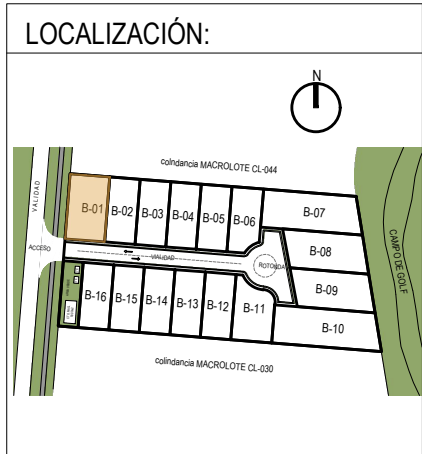 LOCALIZACIÓN:
N
colindancia MACROLOTE CL-044
VALIDAD
B-01
B-02
B-03
B-04
B-05
B-06
B-07
B-08
CAMPO DE GOLF
ACCESO
VIALIDAD
ROTONDA
B-09
B-16
B-15
B-14
B-13
B-12
B-11
B-10
colindancia MACROLOTE CL-030